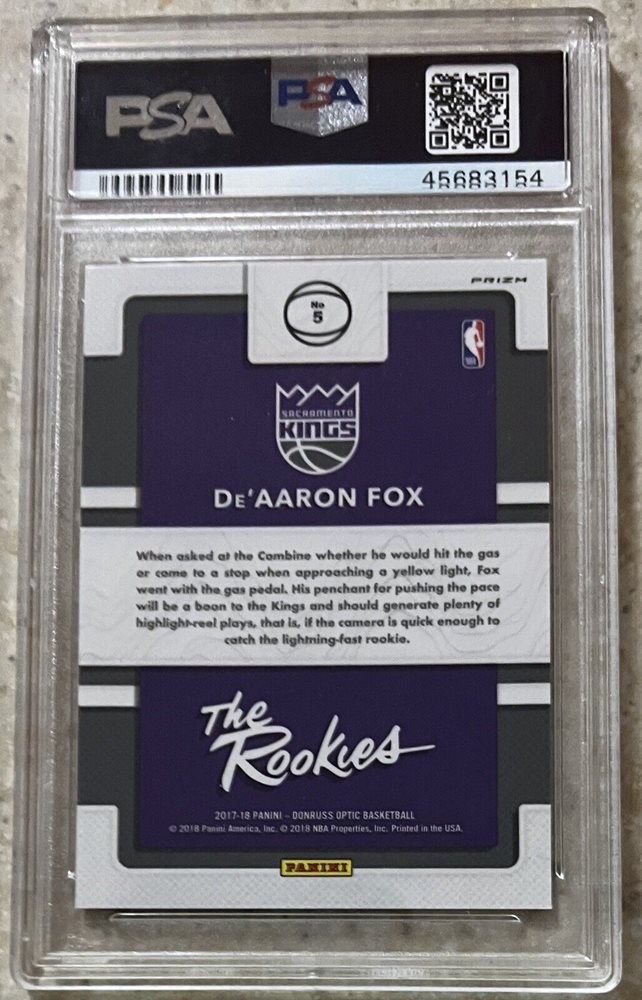 PSA
PSA
45683154
PRIZM
No
5
SACRAMENTO
KINGS
DE'AARON FOX
When asked at the Combine whether he would hit the gas
or come to a stop when approaching a yellow light, Fox
went with the gas pedal. His penchant for pushing the pace
will be a boon to the Kings and should generate plenty of
highlight-reel plays, that is, if the camera is quick enough to
catch the lightning-fast rookie.
The
Rookies
2017-18 PANINI – DONRUSS OPTIC BASKETBALL
© 2018 Panini America, Inc. © 2018 NBA Properties, Inc. Printed in the USA.
PANINI